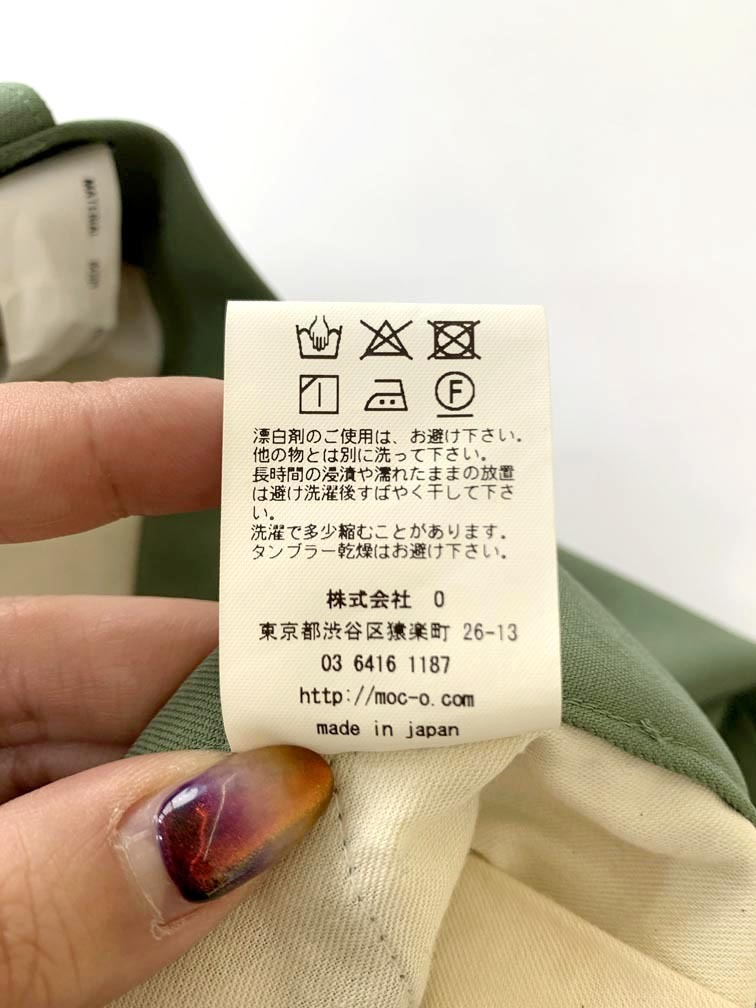 MATERIAL BODY
F
漂白剤のご使用は、お避け下さい。
他の物とは別に洗って下さい。
長時間の浸漬や濡れたままの放置
は避け洗濯後すばやく干して下さ
い。
洗濯で多少縮むことがあります。
タンブラー乾燥はお避け下さい。
株式会社 O
東京都渋谷区猿楽町 26-13
03 6416 1187
http://moc-o.com
made in japan